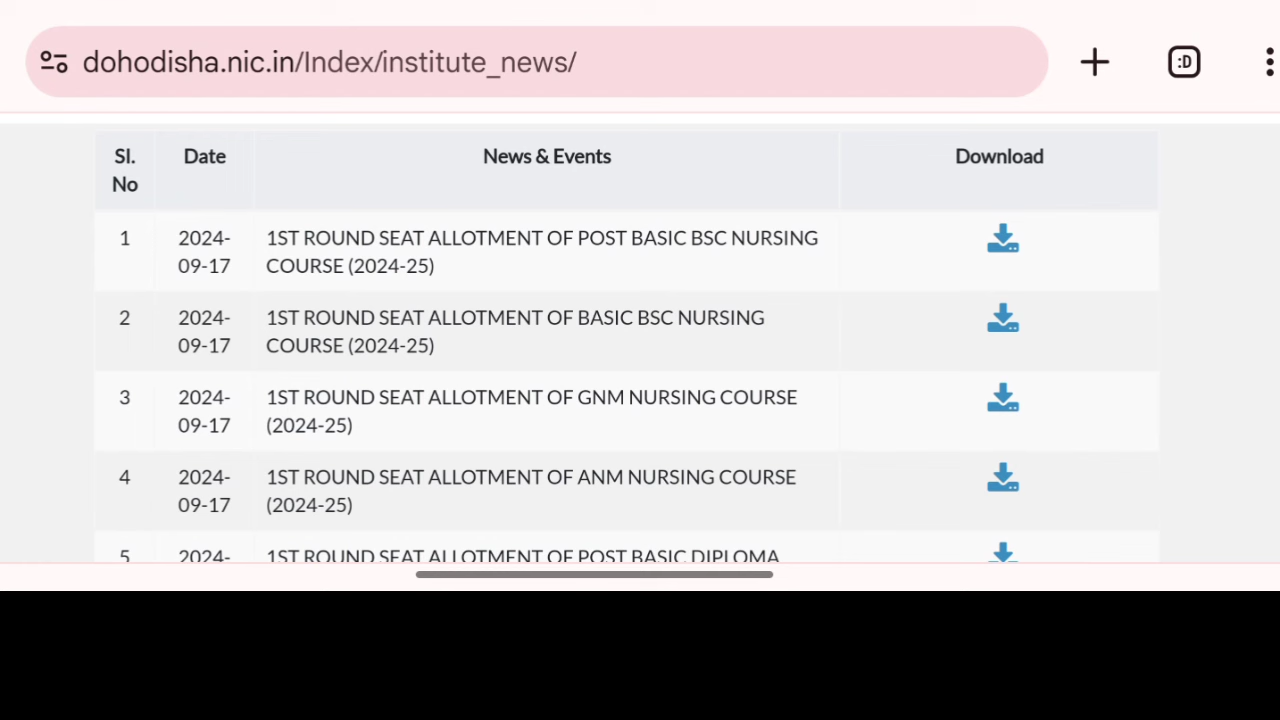 dohodisha.nic.in/Index/institute_news/
:D
Sl. No
Date
News & Events
Download
1
2024-09-17
1ST ROUND SEAT ALLOTMENT OF POST BASIC BSC NURSING
COURSE (2024-25)
2
2024-09-17
1ST ROUND SEAT ALLOTMENT OF BASIC BSC NURSING
COURSE (2024-25)
3
2024-09-17
1ST ROUND SEAT ALLOTMENT OF GNM NURSING COURSE
(2024-25)
4
2024-09-17
1ST ROUND SEAT ALLOTMENT OF ANM NURSING COURSE
(2024-25)
5
2024-
1ST ROUND SEAT ALLOTMENT OF POST BASIC DIPLOMA